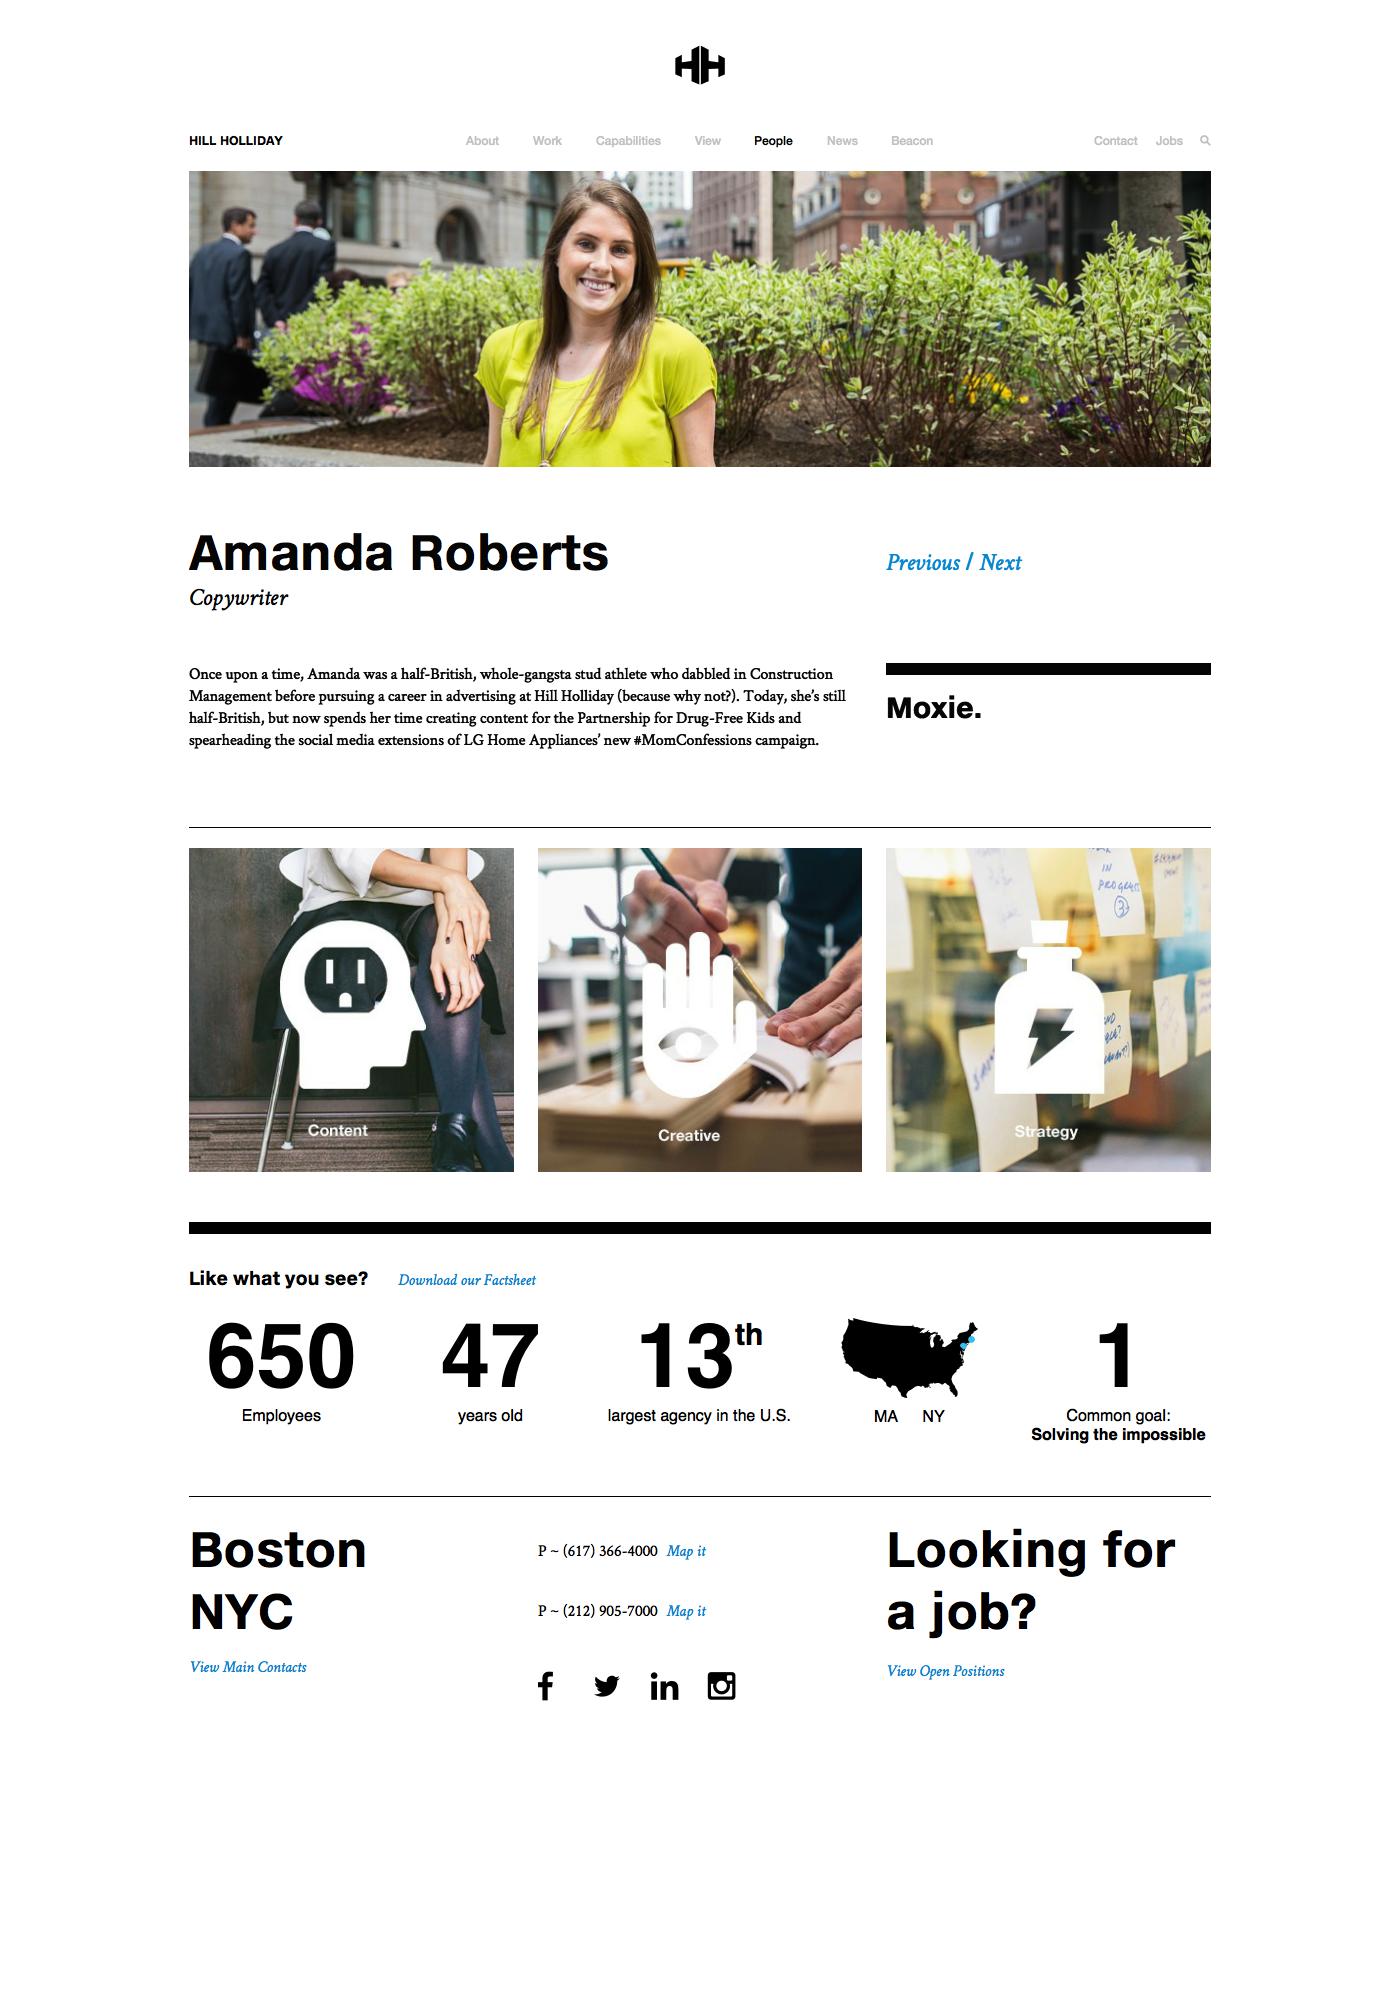 HILL HOLLIDAY
About Work Capabilities View People News Beacon
Contact Jobs
Amanda Roberts
Previous / Next
Copywriter
Once upon a time, Amanda was a half-British, whole-gangsta stud athlete who dabbled in Construction
Management before pursuing a career in advertising at Hill Holliday (because why not?). Today, she's still
half-British, but now spends her time creating content for the Partnership for Drug-Free Kids and
spearheading the social media extensions of LG Home Appliances' new #MomConfessions campaign.
Moxie.
IN
PROGRESS
3
Content
Creative
Strategy
Like what you see? Download our Factsheet
650
Employees
47
years old
13th
largest agency in the U.S.
MA NY
1
Common goal:
Solving the impossible
Boston
NYC
View Main Contacts
P ~ (617) 366-4000 Map it
P ~ (212) 905-7000 Map it
Looking for
a job?
View Open Positions